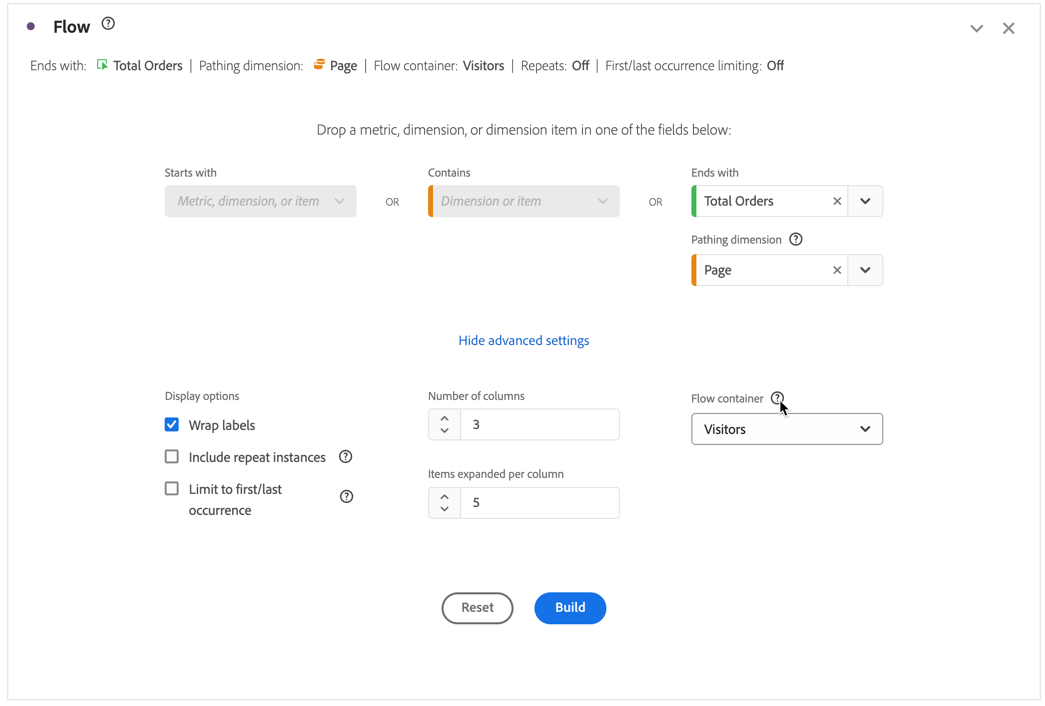 Flow
Ends with: Total Orders | Pathing dimension: Page | Flow container: Visitors | Repeats: Off | First/last occurrence limiting: Off
Drop a metric, dimension, or dimension item in one of the fields below:
Starts with
Metric, dimension, or item
OR
Contains
Dimension or item
OR
Ends with
Total Orders
Pathing dimension
Page
Hide advanced settings
Display options
Wrap labels
Include repeat instances
Limit to first/last
occurrence
Number of columns
3
Items expanded per column
5
Flow container
Visitors
Reset
Build